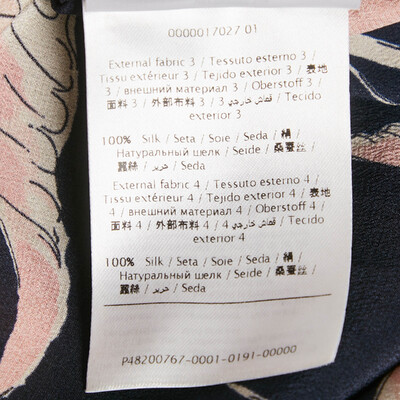 0000017027 01
External fabric 3 / Tessuto esterno 3 /
Tissu extérieur 3 / Tejido exterior 3 / 表地
3 / внешний материал 3 / Oberstoff 3 /
面料 3 / 外部布料 3 / قماش خارجي 3 / Tecido
exterior 3
100% Silk / Seta / Soie / Seda / 絹 /
Натуральный шелк / Seide / 桑蚕丝 /
蠶絲 / حرير / Seda
External fabric 4 / Tessuto esterno 4 /
Tissu extérieur 4 / Tejido exterior 4 / 表地
4 / внешний материал 4 / Oberstoff 4 /
面料 4 / 外部布料 4 / قماش خارجي 4 / Tecido
exterior 4
100% Silk / Seta / Soie / Seda / 絹 /
Натуральный шелк / Seide / 桑蚕丝 /
蠶絲 / حرير / Seda
P48200767-0001-0191-00000